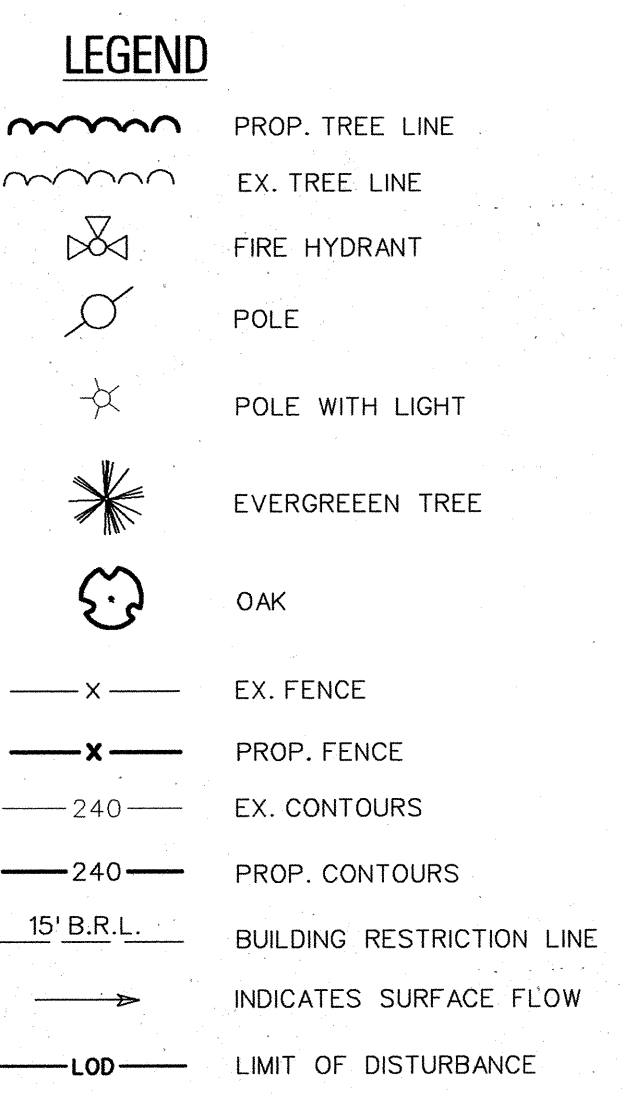 LEGEND
PROP. TREE LINE
EX. TREE LINE
FIRE HYDRANT
POLE
POLE WITH LIGHT
EVERGREEEN TREE
OAK
X EX. FENCE
X PROP. FENCE
240 EX. CONTOURS
240 PROP. CONTOURS
15' B.R.L. BUILDING RESTRICTION LINE
INDICATES SURFACE FLOW
LOD LIMIT OF DISTURBANCE